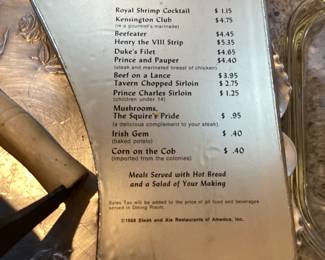 Royal Shrimp Cocktail $ 1.15
Kensington Club $4.75
(in a gourmet's marinade)
Beefeater $4.45
Henry the VIII Strip $5.35
Duke's Filet $4.65
Prince and Pauper $4.40
(steak and marinated breast of chicken)
Beef on a Lance $3.95
Tavern Chopped Sirloin $2.75
Prince Charles Sirloin $1.25
(children under 14)
Mushrooms,
The Squire's Pride $ .95
(a delicious complement to your steak)
Irish Gem $ .40
(baked potato)
Corn on the Cob $ .40
(imported from the colonies)
Meals Served with Hot Bread
and a Salad of Your Making
Sales Tax will be added to the price of all food and beverages
served in Dining Room.
©1968 Steak and Ale Restaurants of America, Inc.